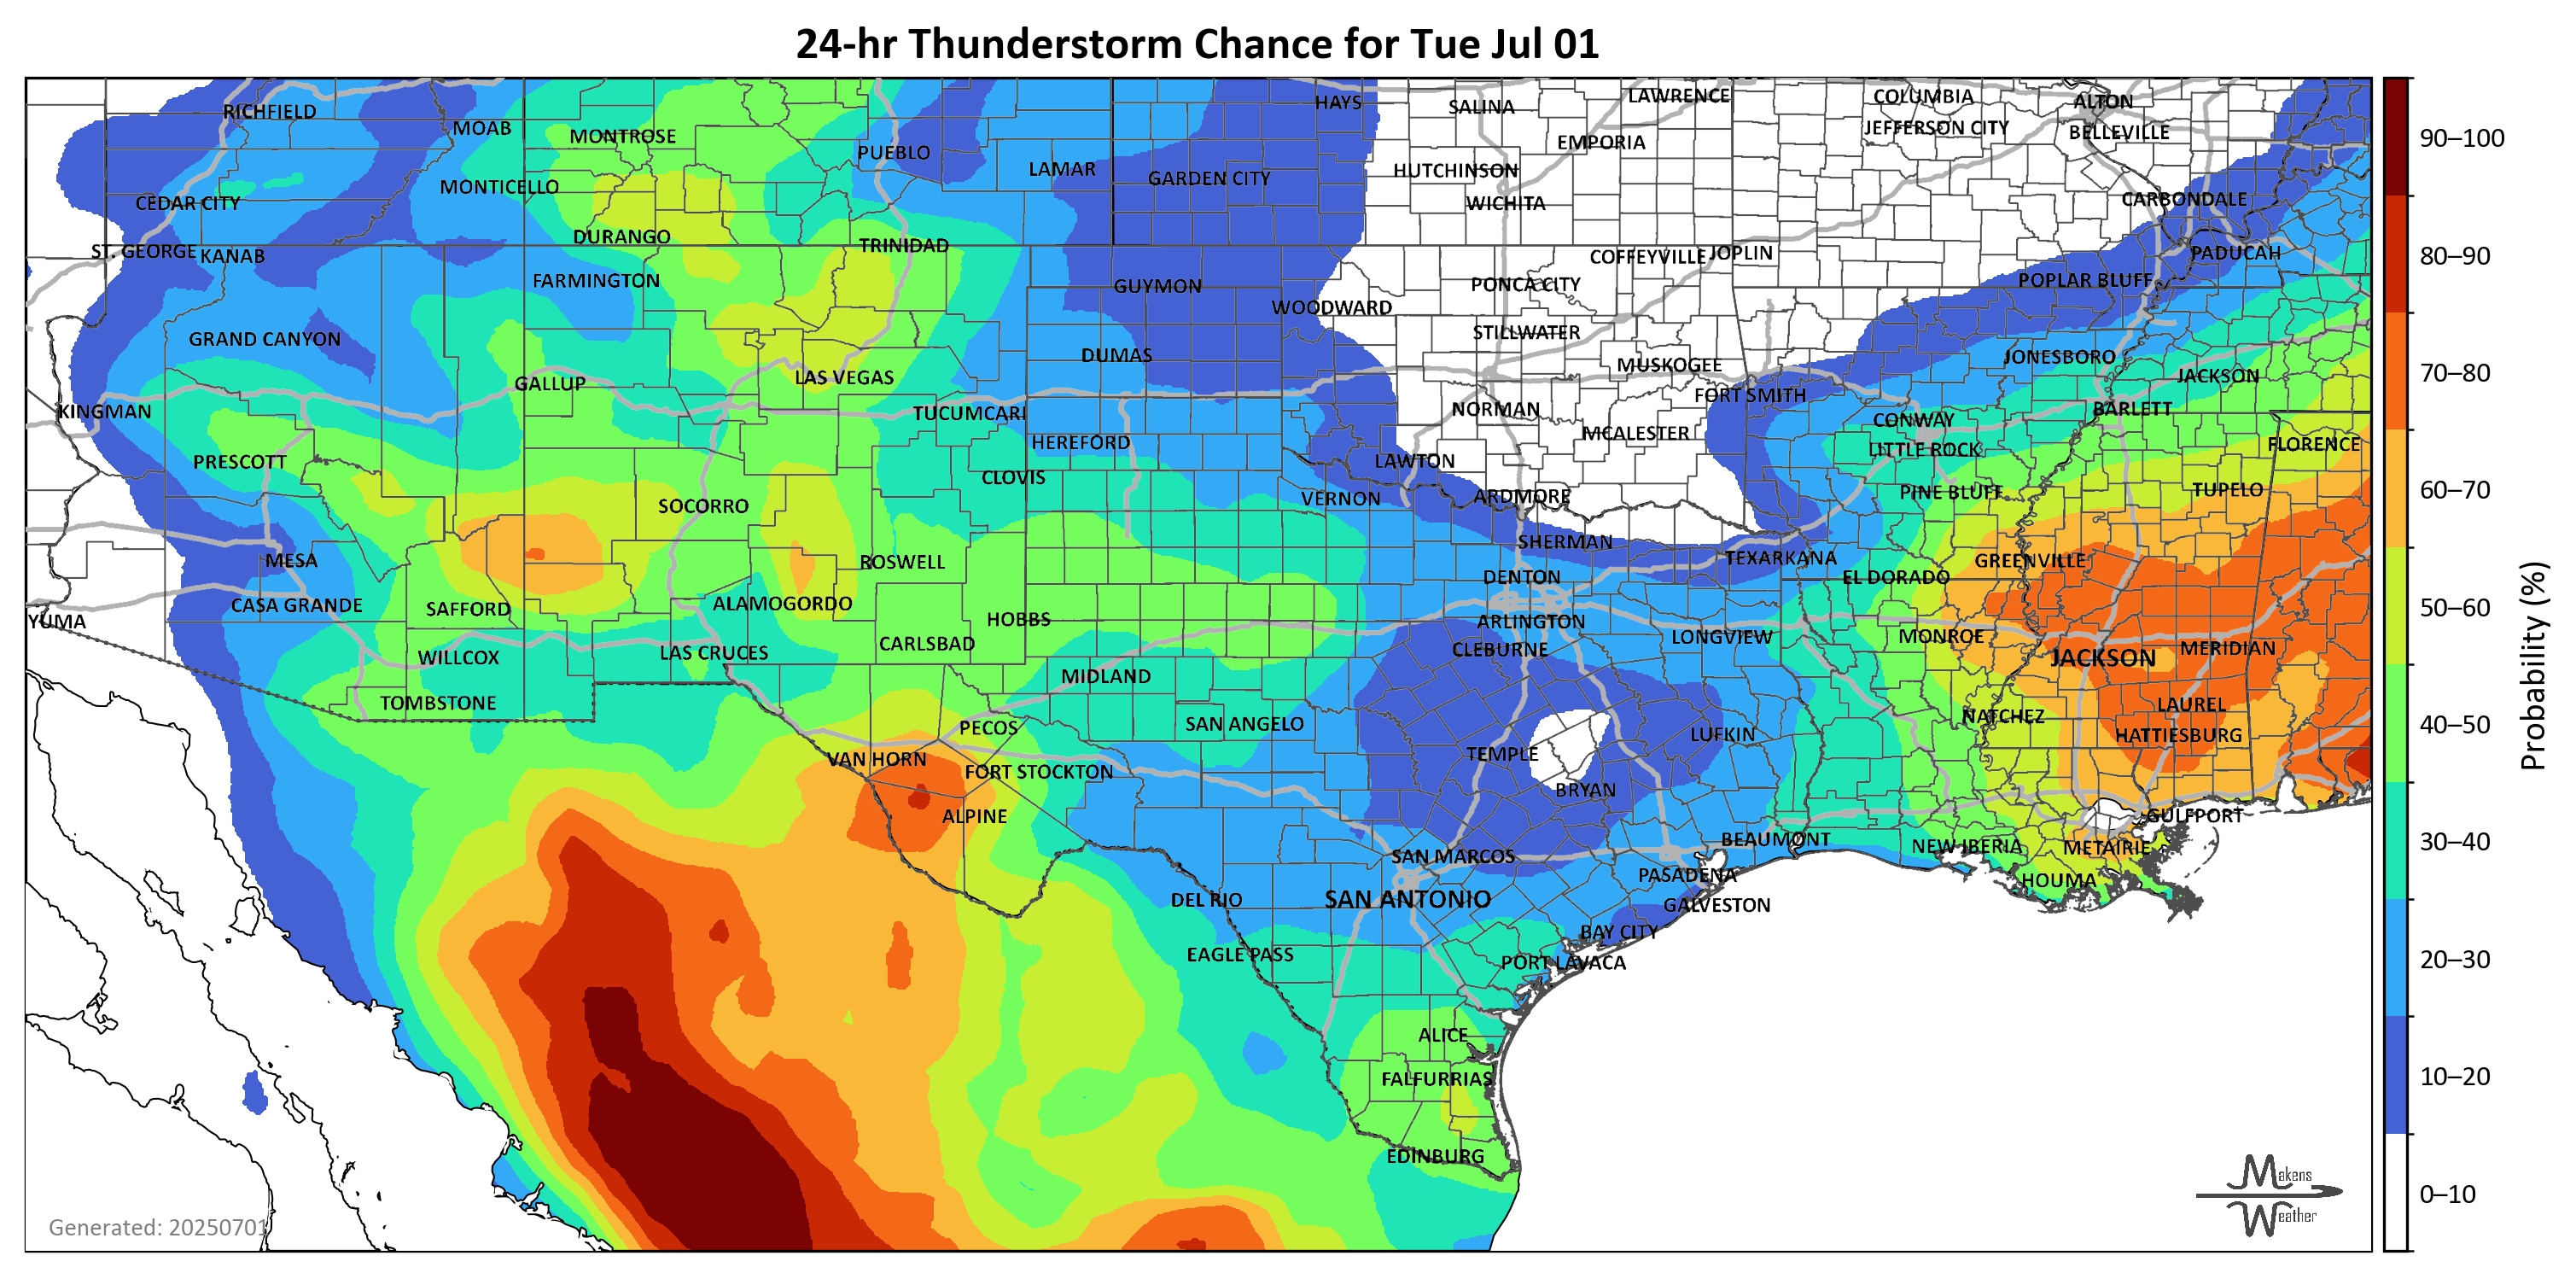 24-hr Thunderstorm Chance for Tue Jul 01
RICHFIELD
MOAB
MONTROSE
PUEBLO
LAMAR
HAYS
SALINA
LAWRENCE
COLUMBIA
ALTON
EMPORIA
JEFFERSON CITY
BELLEVILLE
90–100
MONTICELLO
GARDEN CITY
HUTCHINSON
CEDAR CITY
WICHITA
CARBONDALE
DURANGO
TRINIDAD
ST. GEORGE
KANAB
COFFEYVILLE
JOPLIN
PADUCAH
80–90
FARMINGTON
GUYMON
PONCA CITY
POPLAR BLUFF
WOODWARD
GRAND CANYON
DUMAS
STILLWATER
JONESBORO
GALLUP
LAS VEGAS
MUSKOGEE
JACKSON
70–80
KINGMAN
TUCUMCARI
NORMAN
FORT SMITH
BARLETT
HEREFORD
MCALESTER
CONWAY
FLORENCE
PRESCOTT
CLOVIS
LAWTON
LITTLE ROCK
SOCORRO
VERNON
ARDMORE
PINE BLUFF
TUPELO
60–70
MESA
ROSWELL
SHERMAN
TEXARKANA
GREENVILLE
CASA GRANDE
SAFFORD
ALAMOGORDO
DENTON
EL DORADO
50–60
YUMA
HOBBS
ARLINGTON
WILLCOX
LAS CRUCES
CARLSBAD
CLEBURNE
LONGVIEW
MONROE
JACKSON
MERIDIAN
Probability (%)
TOMBSTONE
MIDLAND
PECOS
SAN ANGELO
LUFKIN
NATCHEZ
LAUREL
HATTIESBURG
40–50
VAN HORN
FORT STOCKTON
TEMPLE
BRYAN
ALPINE
GULFPORT
SAN MARCOS
BEAUMONT
NEW IBERIA
METAIRIE
30–40
DEL RIO
SAN ANTONIO
PASADENA
HOUMA
GALVESTON
EAGLE PASS
BAY CITY
PORT LAVACA
20–30
ALICE
FALFURRIAS
10–20
EDINBURG
Makens
Weather
0–10
Generated: 20250701